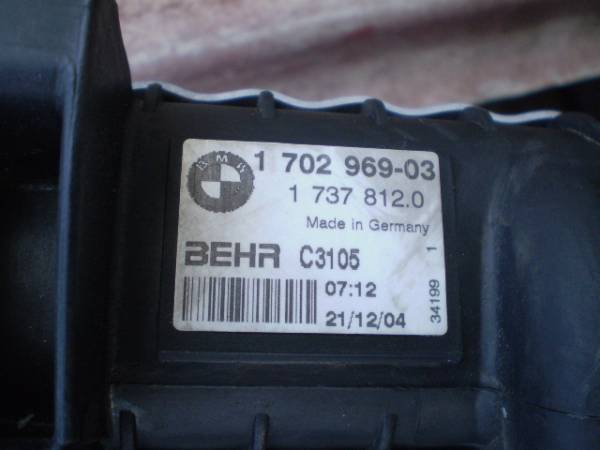 BMW
1 702 969-03
1 737 812.0
Made in Germany
BEHR C3105
07:12
21/12/04
34199 1